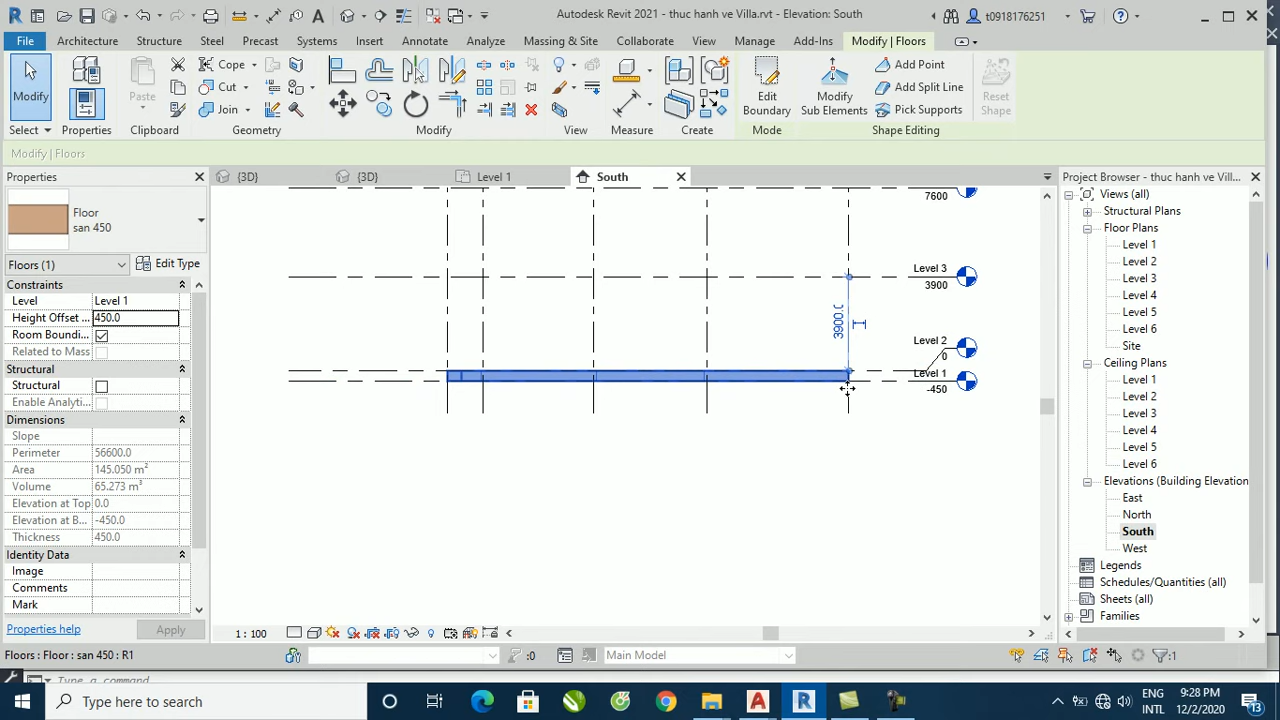 Autodesk Revit 2021 - thuc hanh ve Villa.rvt - Elevation: South
t0918176251
File Architecture Structure Steel Precast Systems Insert Annotate Analyze Massing & Site Collaborate View Manage Add-Ins Modify | Floors
Modify
Paste
Cope
Cut
Join
Edit Boundary
Modify Sub Elements
Add Point
Add Split Line
Pick Supports
Reset Shape
Select Properties Clipboard Geometry Modify View Measure Create Mode Shape Editing
Modify | Floors
Properties
{3D} {3D} Level 1 South
Project Browser - thuc hanh ve Vill...
Floor
san 450
Floors (1) Edit Type
Constraints
Level Level 1
Height Offset ... 450.0
Room Boundi...
Related to Mass
Structural
Structural
Enable Analyti...
Dimensions
Slope
Perimeter 56600.0
Area 145.050 m²
Volume 65.273 m³
Elevation at Top 0.0
Elevation at B... -450.0
Thickness 450.0
Identity Data
Image
Comments
Mark
Properties help Apply
7600
Level 3
3900
3900.0
Level 2
0
Level 1
-450
Views (all)
Structural Plans
Floor Plans
Level 1
Level 2
Level 3
Level 4
Level 5
Level 6
Site
Ceiling Plans
Level 1
Level 2
Level 3
Level 4
Level 5
Level 6
Elevations (Building Elevation
East
North
South
West
Legends
Schedules/Quantities (all)
Sheets (all)
Families
1 : 100
Floors : Floor : san 450 : R1
:0
Main Model
:1
Type a command
Type here to search
ENG
INTL
9:28 PM
12/2/2020
13